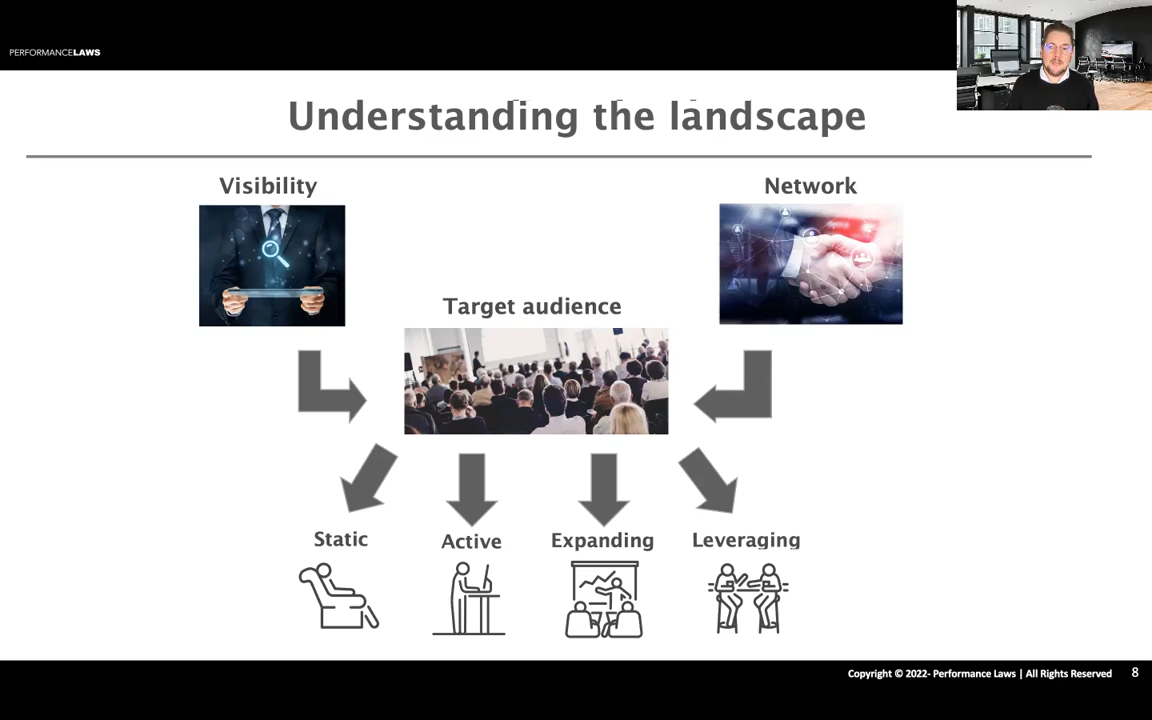 PERFORMANCELAWS
Understanding the landscape
Visibility
Network
Target audience
Static
Active
Expanding
Leveraging
Copyright © 2022- Performance Laws | All Rights Reserved
8